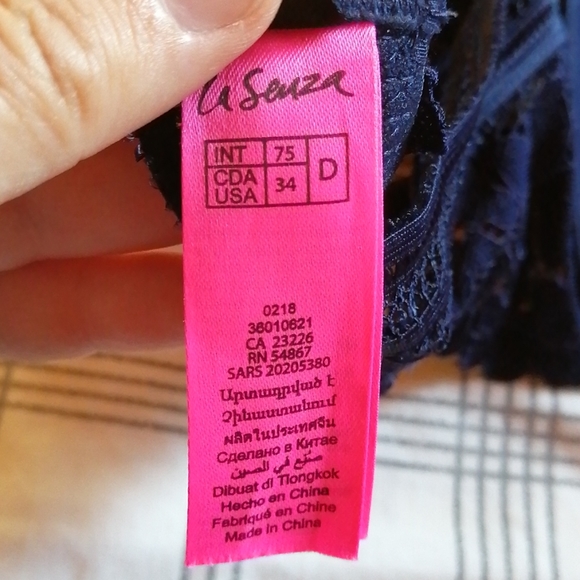 la Senza
INT 75 D
CDA USA 34
0218
36010621
CA 23226
RN 54867
SARS 20205380
Արտադրված է
Չինաստանում
ผลิตในประเทศจีน
Сделано в Китае
صنع في الصين
Dibuat di Tiongkok
Hecho en China
Fabriqué en Chine
Made in China